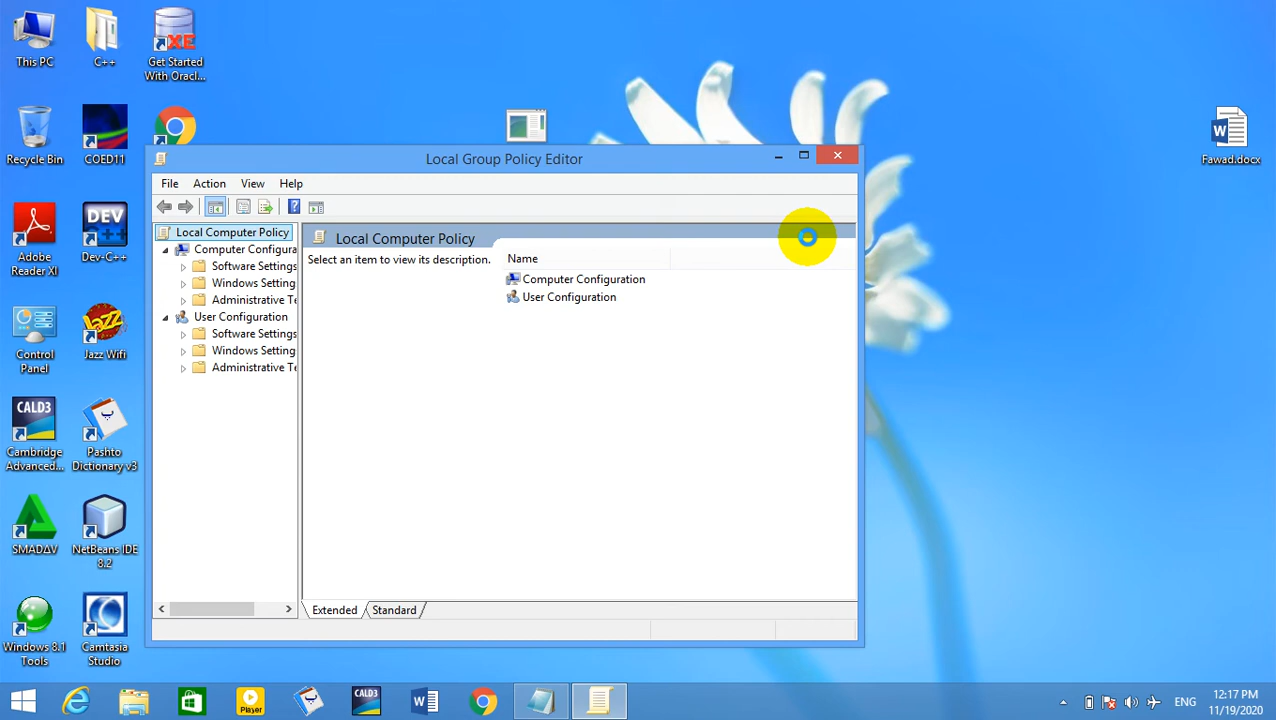 This PC
C++
Get Started
With Oracl...
XE
Recycle Bin
COED11
Fawad.docx
Adobe
Reader XI
DEV
C++
Dev-C++
Control
Panel
Jazz
Jazz Wifi
CALD3
Cambridge
Advanced...
Pashto
Dictionary v3
SMADΔV
NetBeans IDE
8.2
Windows 8.1
Tools
Camtasia
Studio
Local Group Policy Editor
File Action View Help
Local Computer Policy
Computer Configura
Software Settings
Windows Setting
Administrative Te
User Configuration
Software Settings
Windows Setting
Administrative Te
Local Computer Policy
Select an item to view its description.
Name
Computer Configuration
User Configuration
Extended Standard
Player
CALD3
ENG
12:17 PM
11/19/2020